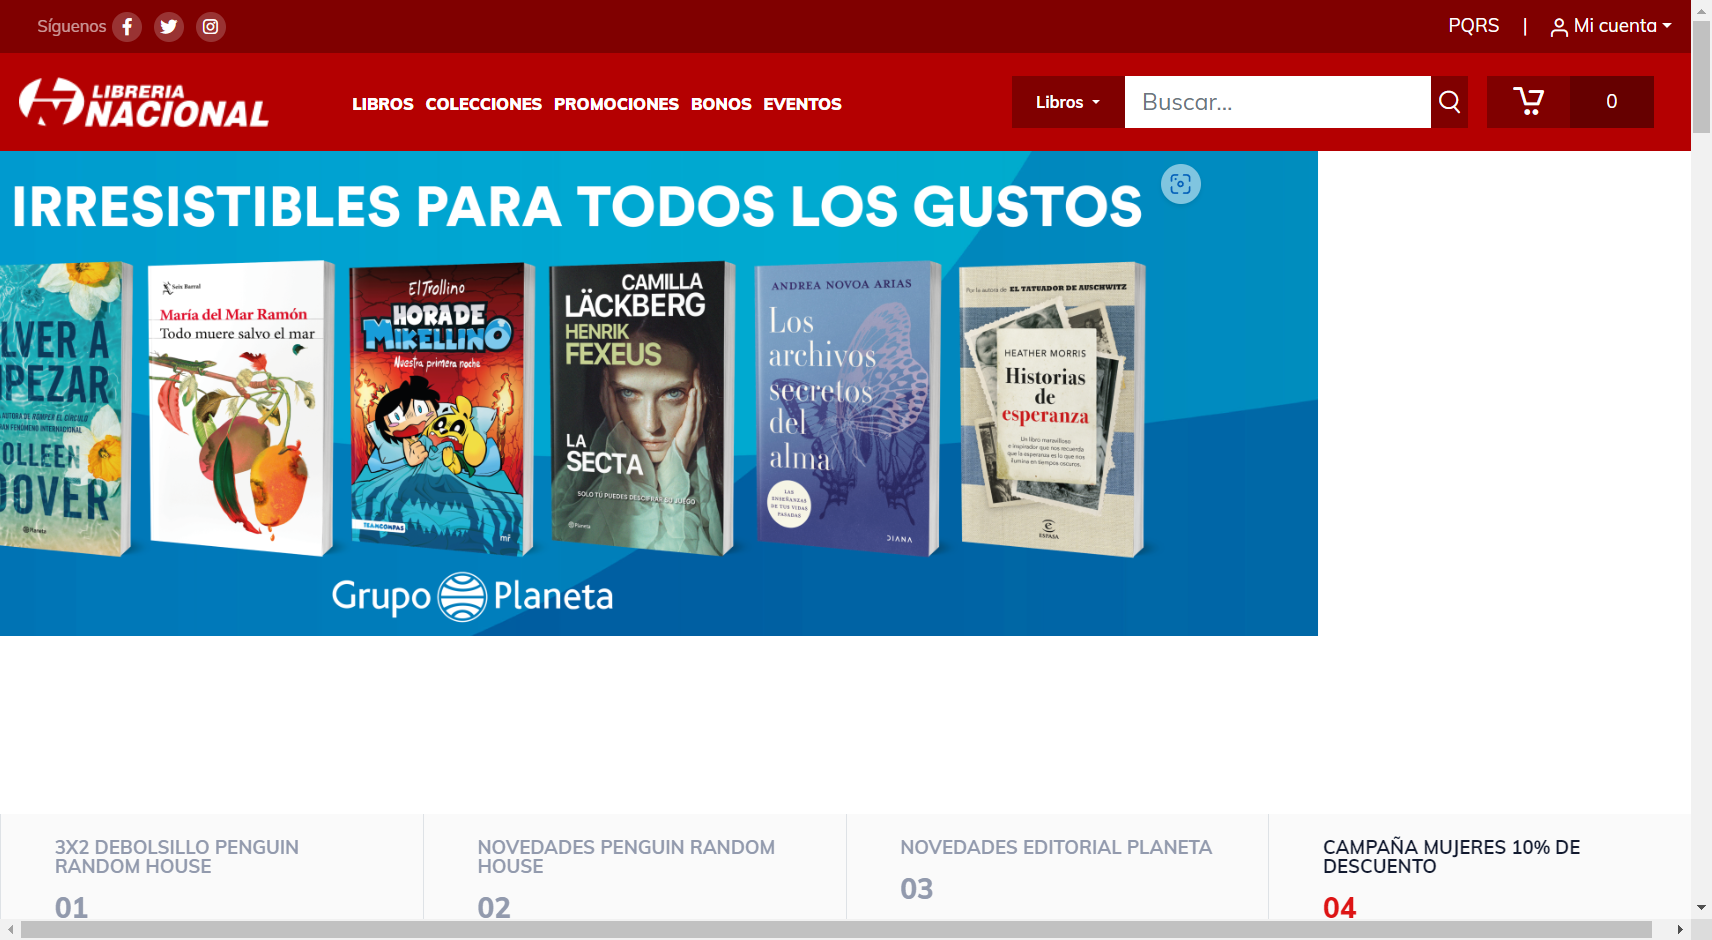 Síguenos
PQRS | Mi cuenta
LIBRERIA
NACIONAL
LIBROS COLECCIONES PROMOCIONES BONOS EVENTOS
Libros
Buscar...
0
IRRESISTIBLES PARA TODOS LOS GUSTOS
LVER A
PEZAR
AUTORA DE ROMPER EL CÍRCULO
FENÓMENO INTERNACIONAL
OLLEEN
OOVER
Planeta
Seix Barral
María del Mar Ramón
Todo muere salvo el mar
El Trollino
HORA DE
MIKELLINO
Nuestra primera noche
TEAMCOMPAS
mr
CAMILLA
LÄCKBERG
HENRIK
FEXEUS
LA
SECTA
SOLO TÚ PUEDES DESCIFRAR SU JUEGO
Planeta
ANDREA NOVOA ARIAS
Los
archivos
secretos
del
alma
LAS
ENSEÑANZAS
DE TUS VIDAS
PASADAS
DIANA
Por la autora de EL TATUADOR DE AUSCHWITZ
HEATHER MORRIS
Historias
de
esperanza
Un libro maravilloso
e inspirador que nos recuerda
que la esperanza es lo que nos
ilumina en tiempos oscuros.
ESPASA
Grupo Planeta
3X2 DEBOLSILLO PENGUIN
RANDOM HOUSE
01
NOVEDADES PENGUIN RANDOM
HOUSE
02
NOVEDADES EDITORIAL PLANETA
03
CAMPAÑA MUJERES 10% DE
DESCUENTO
04